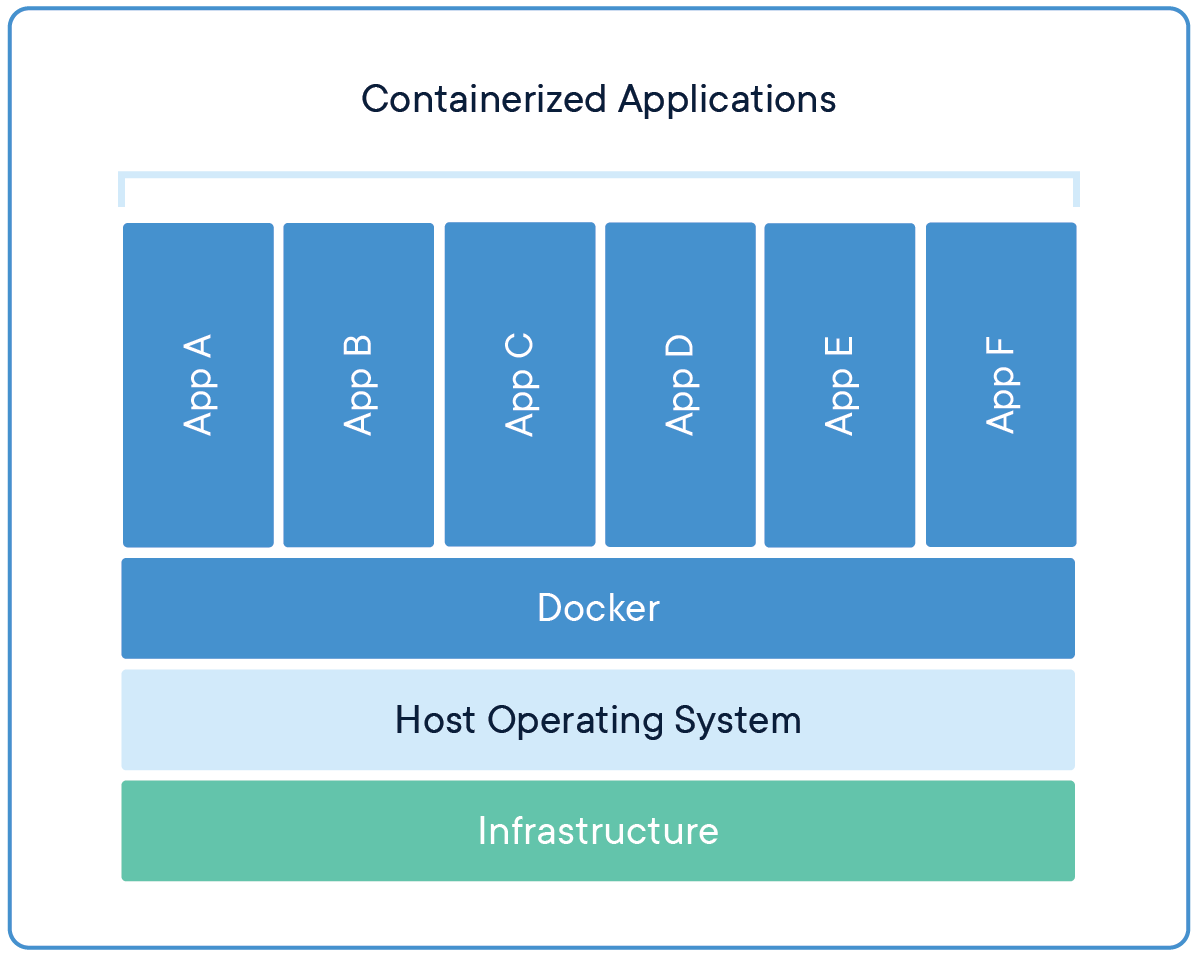 Containerized Applications
App A
App B
App C
App D
App E
App F
Docker
Host Operating System
Infrastructure